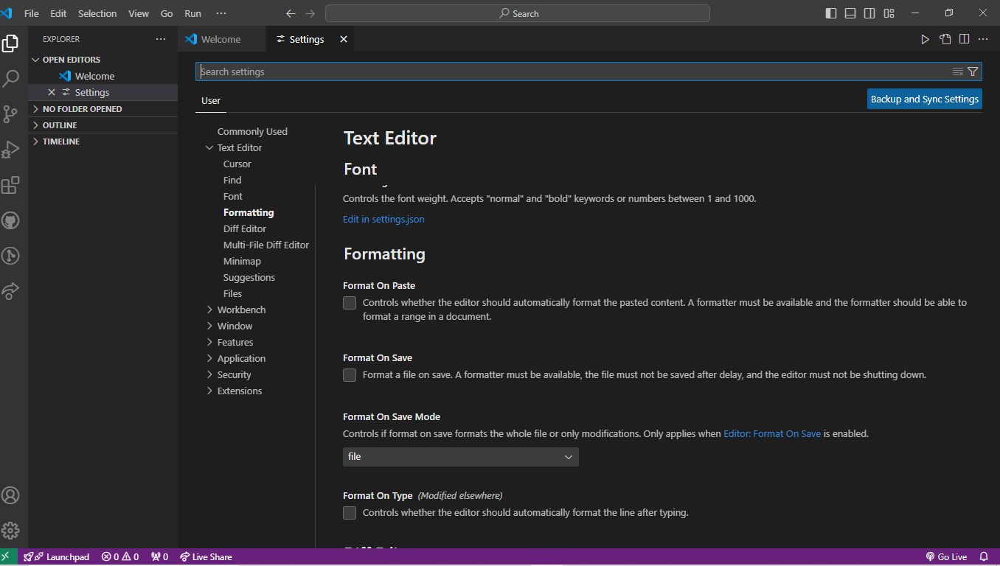 File Edit Selection View Go Run ···
Search
EXPLORER ···
Welcome
Settings
OPEN EDITORS
Welcome
Settings
NO FOLDER OPENED
OUTLINE
TIMELINE
Search settings
User
Backup and Sync Settings
Commonly Used
Text Editor
Cursor
Find
Font
Formatting
Diff Editor
Multi-File Diff Editor
Minimap
Suggestions
Files
Workbench
Window
Features
Application
Security
Extensions
Text Editor
Font
Controls the font weight. Accepts "normal" and "bold" keywords or numbers between 1 and 1000.
Edit in settings.json
Formatting
Format On Paste
Controls whether the editor should automatically format the pasted content. A formatter must be available and the formatter should be able to
format a range in a document.
Format On Save
Format a file on save. A formatter must be available, the file must not be saved after delay, and the editor must not be shutting down.
Format On Save Mode
Controls if format on save formats the whole file or only modifications. Only applies when Editor: Format On Save is enabled.
file
Format On Type (Modified elsewhere)
Controls whether the editor should automatically format the line after typing.
Launchpad 0 0 0 Live Share
Go Live